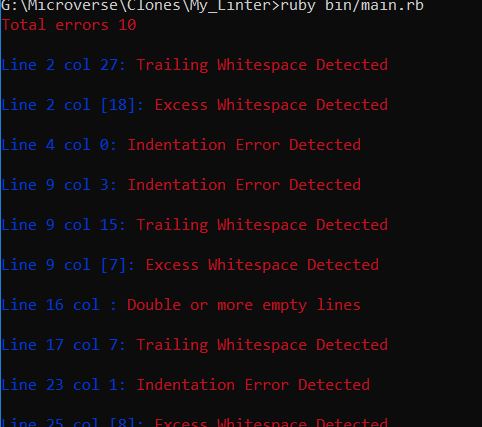 G:\Microverse\Clones\My_Linter>ruby bin/main.rb
Total errors 10
Line 2 col 27: Trailing Whitespace Detected
Line 2 col [18]: Excess Whitespace Detected
Line 4 col 0: Indentation Error Detected
Line 9 col 3: Indentation Error Detected
Line 9 col 15: Trailing Whitespace Detected
Line 9 col [7]: Excess Whitespace Detected
Line 16 col : Double or more empty lines
Line 17 col 7: Trailing Whitespace Detected
Line 23 col 1: Indentation Error Detected
Line 25 col [8]: Excess Whitespace Detected